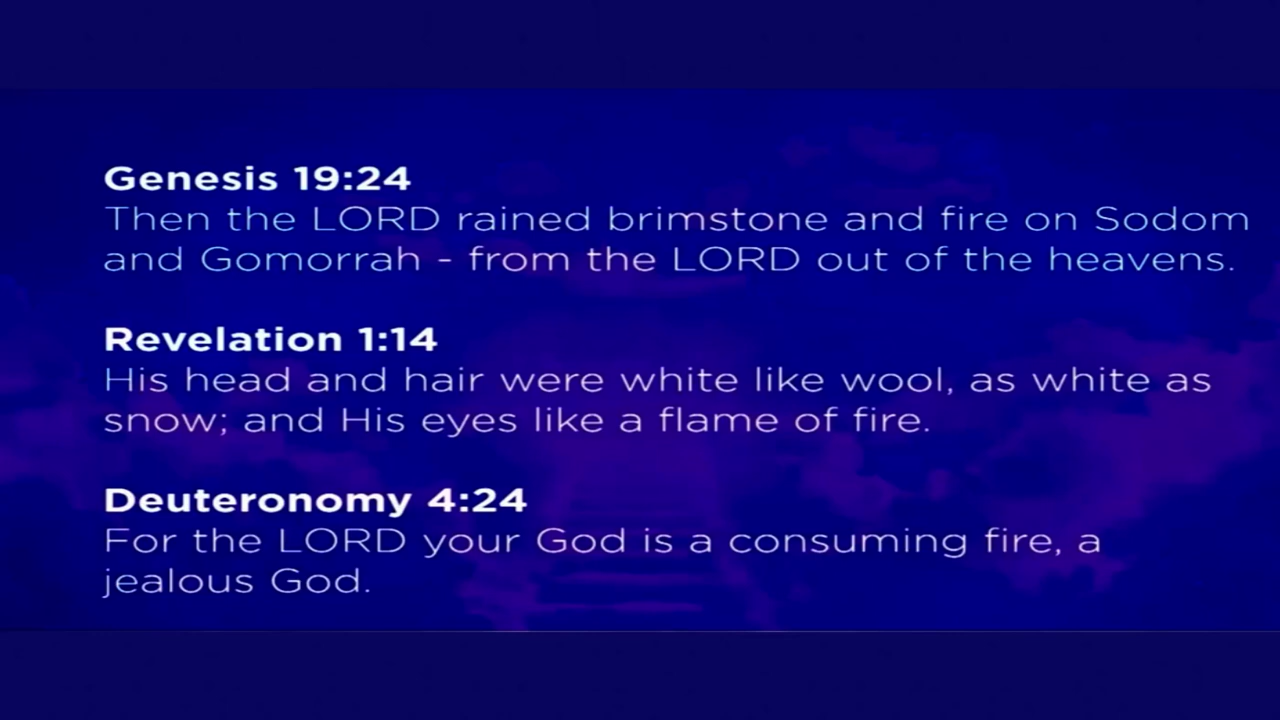 Genesis 19:24
Then the LORD rained brimstone and fire on Sodom
and Gomorrah - from the LORD out of the heavens.
Revelation 1:14
His head and hair were white like wool, as white as
snow; and His eyes like a flame of fire.
Deuteronomy 4:24
For the LORD your God is a consuming fire, a
jealous God.